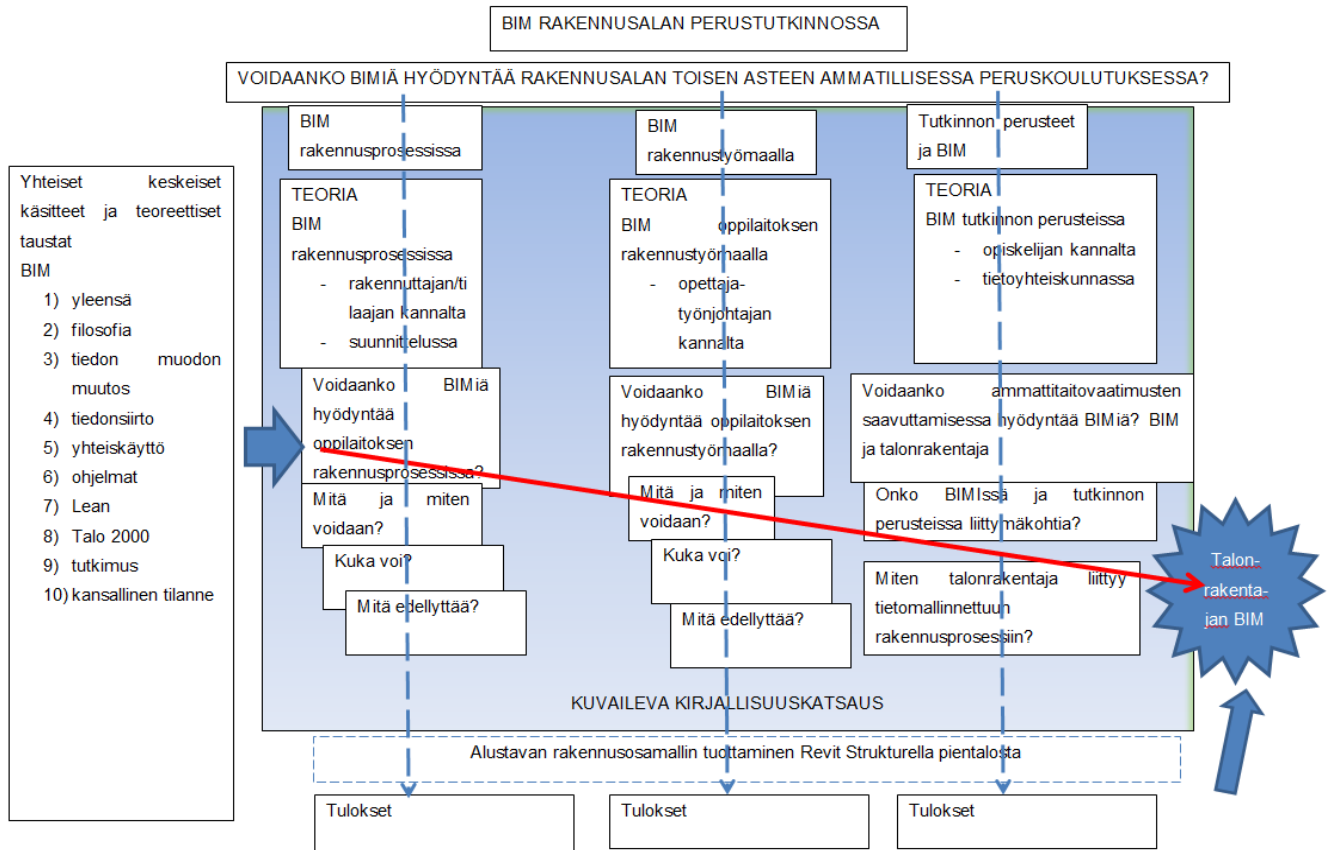 BIM RAKENNUSALAN PERUSTUTKINNOSSA
VOIDAANKO BIMIÄ HYÖDYNTÄÄ RAKENNUSALAN TOISEN ASTEEN AMMATILLISESSA PERUSKOULUTUKSESSA?
Yhteiset keskeiset
käsitteet ja teoreettiset
taustat
BIM
1) yleensä
2) filosofia
3) tiedon muodon
muutos
4) tiedonsiirto
5) yhteiskäyttö
6) ohjelmat
7) Lean
8) Talo 2000
9) tutkimus
10) kansallinen tilanne
BIM
rakennusprosessissa
TEORIA
BIM
rakennusprosessissa
- rakennuttajan/ti
laajan kannalta
- suunnittelussa
Voidaanko BIMiä
hyödyntää
oppilaitoksen
rakennusprosessissa?
Mitä ja miten
voidaan?
Kuka voi?
Mitä edellyttää?
BIM
rakennustyömaalla
TEORIA
BIM oppilaitoksen
rakennustyömaalla
- opettaja-
työnjohtajan
kannalta
Voidaanko BIMiä
hyödyntää oppilaitoksen
rakennustyömaalla?
Mitä ja miten
voidaan?
Kuka voi?
Mitä edellyttää?
Tutkinnon perusteet
ja BIM
TEORIA
BIM tutkinnon perusteissa
- opiskelijan kannalta
- tietoyhteiskunnassa
Voidaanko ammattitaitovaatimusten
saavuttamisessa hyödyntää BIMiä? BIM
ja talonrakentaja
Onko BIMIssä ja tutkinnon
perusteissa liittymäkohtia?
Miten talonrakentaja liittyy
tietomallinnettuun
rakennusprosessiin?
Talon-
rakenta-
jan BIM
KUVAILEVA KIRJALLISUUSKATSAUS
Alustavan rakennusosamallin tuottaminen Revit Strukturella pientalosta
Tulokset
Tulokset
Tulokset